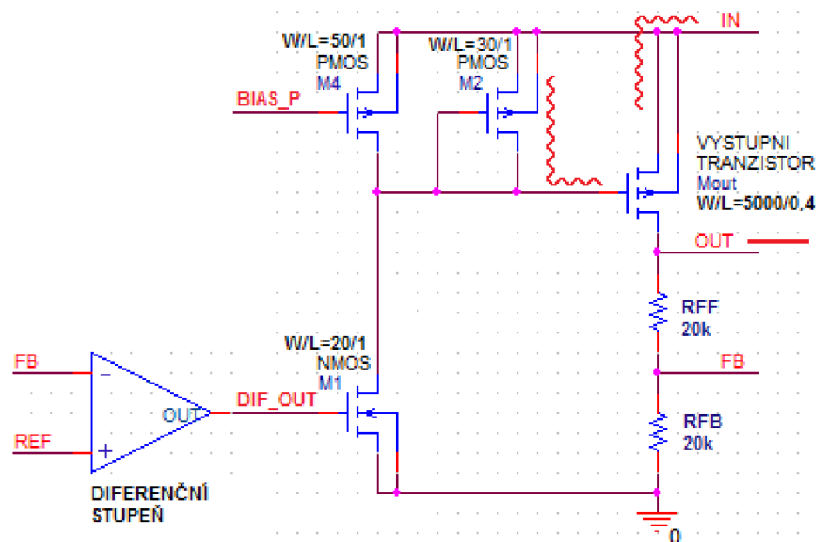 IN
W/L=50/1
PMOS
M4
W/L=30/1
PMOS
M2
BIAS_P
VYSTUPNI
TRANZISTOR
Mout
W/L=5000/0,4
OUT
RFF
20k
W/L=20/1
NMOS
M1
FB
FB
DIF_OUT
OUT
REF
RFB
20k
DIFERENČNÍ
STUPEŇ
0